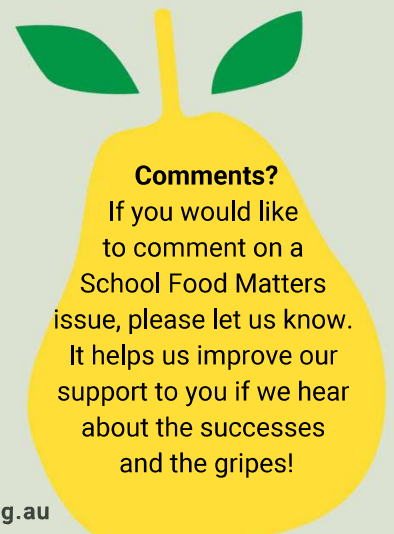 Comments?
If you would like
to comment on a
School Food Matters
issue, please let us know.
It helps us improve our
support to you if we hear
about the successes
and the gripes!
g.au